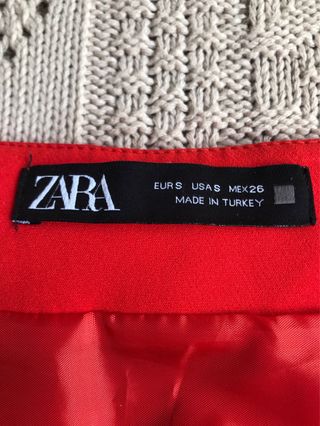 ZARA
EUR S USA S MEX 26
MADE IN TURKEY